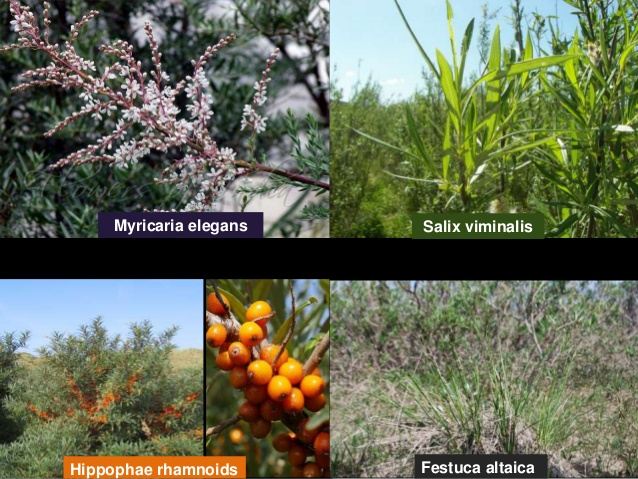 Myricaria elegans
Salix viminalis
Hippophae rhamnoids
Festuca altaica